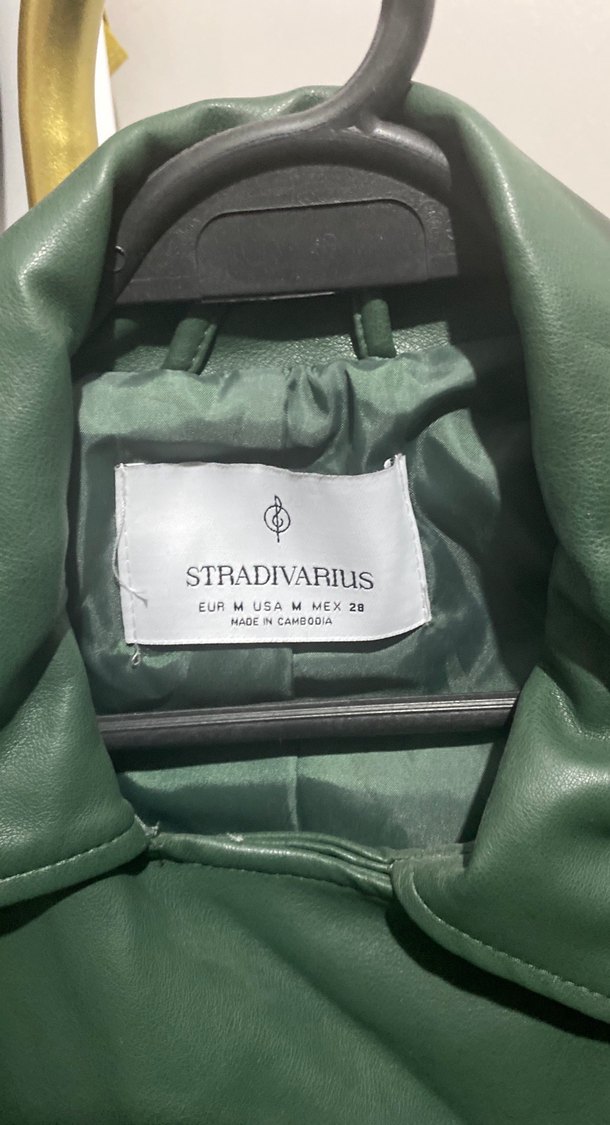 STRADIVARIUS
EUR M USA M MEX 28
MADE IN CAMBODIA